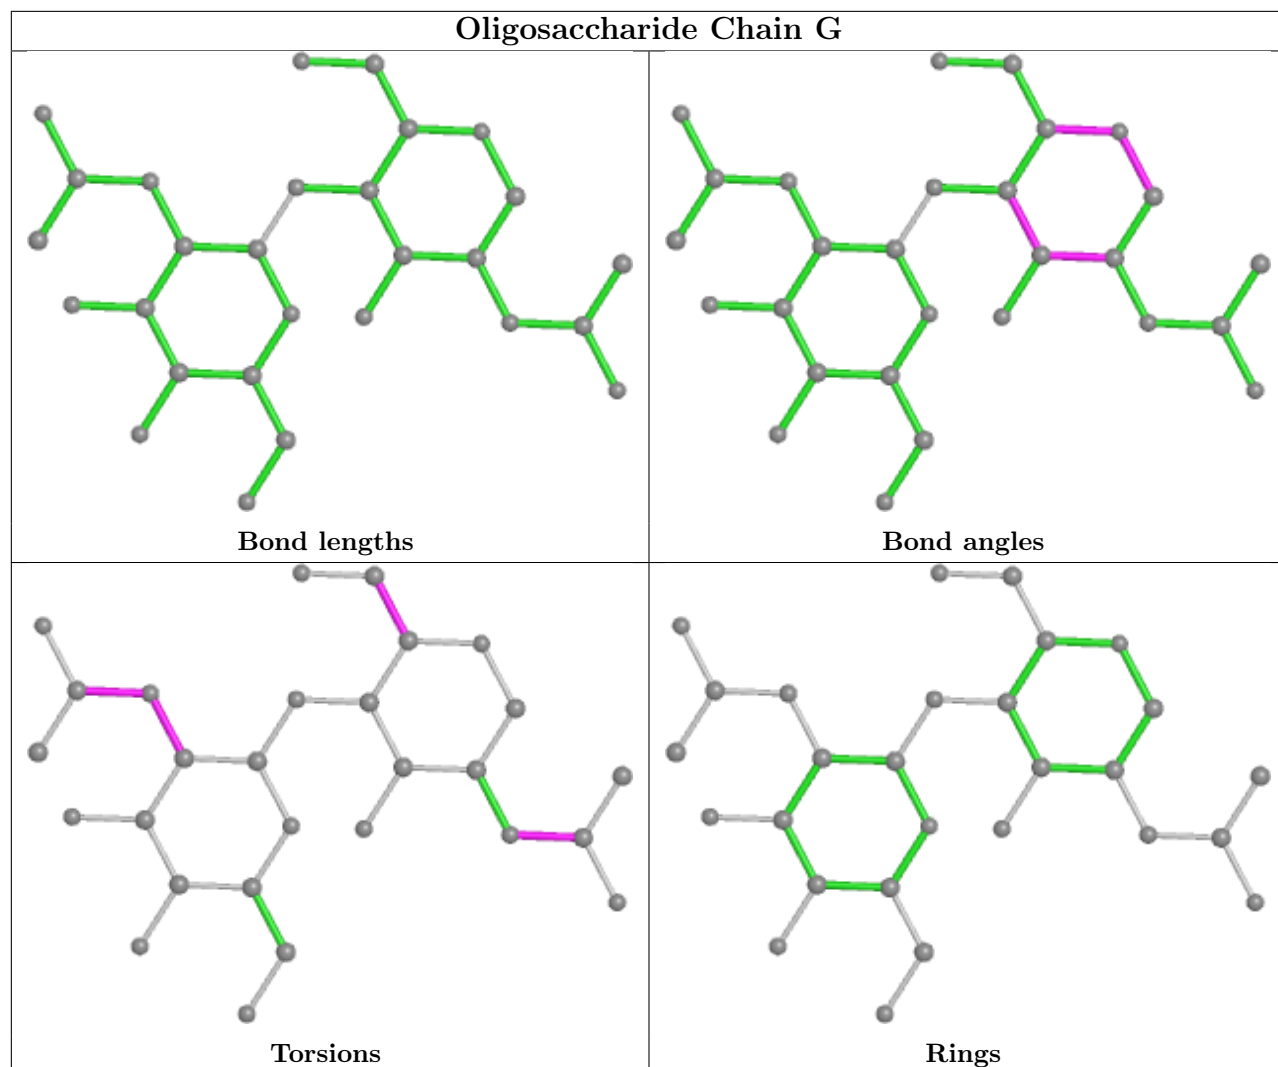 Oligosaccharide Chain G
Bond lengths
Bond angles
Torsions
Rings